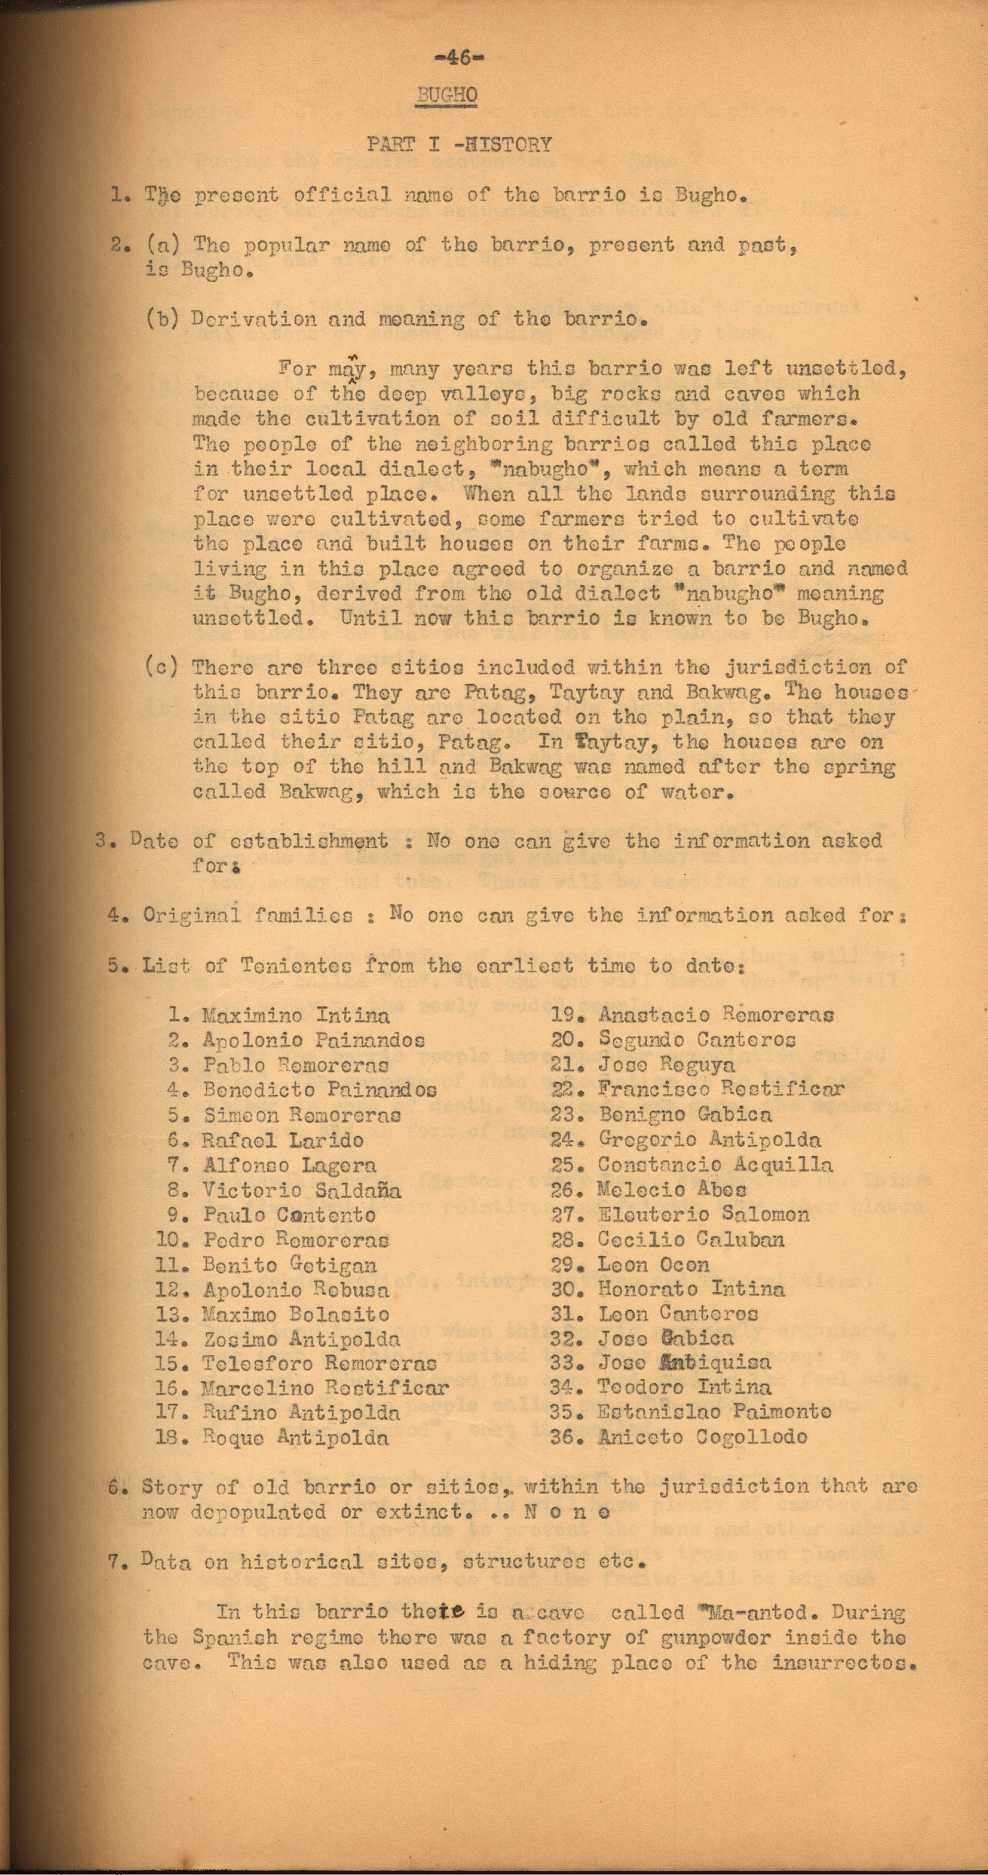 -46-
BUGHO
PART I -HISTORY
1. The present official name of the barrio is Bugho.
2. (a) The popular name of the barrio, present and past,
is Bugho.
(b) Derivation and meaning of the barrio.
For many, many years this barrio was left unsettled,
because of the deep valleys, big rocks and caves which
made the cultivation of soil difficult by old farmers.
The people of the neighboring barrios called this place
in their local dialect, "nabugho", which means a term
for unsettled place. When all the lands surrounding this
place were cultivated, some farmers tried to cultivate
the place and built houses on their farms. The people
living in this place agreed to organize a barrio and named
it Bugho, derived from the old dialect "nabugho" meaning
unsettled. Until now this barrio is known to be Bugho.
(c) There are three sitios included within the jurisdiction of
this barrio. They are Patag, Taytay and Bakwag. The houses
in the sitio Patag are located on the plain, so that they
called their sitio, Patag. In Taytay, the houses are on
the top of the hill and Bakwag was named after the spring
called Bakwag, which is the source of water.
3. Date of establishment : No one can give the information asked
for:
4. Original families : No one can give the information asked for:
5. List of Tenientes from the earliest time to date:
1. Maximino Intina
2. Apolonio Painandos
3. Pablo Remoreras
4. Benedicto Painandos
5. Simeon Remoreras
6. Rafael Larido
7. Alfonso Lagera
8. Victorio Saldaña
9. Paulo Contento
10. Pedro Remoreras
11. Benito Getigan
12. Apolonio Rebusa
13. Maximo Bolasito
14. Zosimo Antipolda
15. Telesforo Remoreras
16. Marcelino Restificar
17. Rufino Antipolda
18. Roque Antipolda
19. Anastacio Remoreras
20. Segundo Canteros
21. Jose Reguya
22. Francisco Restificar
23. Benigno Gabica
24. Gregorio Antipolda
25. Constancio Acquilla
26. Melecio Abes
27. Eleuterio Salomon
28. Cecilio Caluban
29. Leon Ocon
30. Honorato Intina
31. Leon Canteros
32. Jose Gabica
33. Jose Antiquisa
34. Teodoro Intina
35. Estanislao Paimonte
36. Aniceto Cogollodo
6. Story of old barrio or sitios, within the jurisdiction that are
now depopulated or extinct. .. N o n e
7. Data on historical sites, structures etc.
In this barrio there is a cave called "Ma-antod. During
the Spanish regime there was a factory of gunpowder inside the
cave. This was also used as a hiding place of the insurrectos.